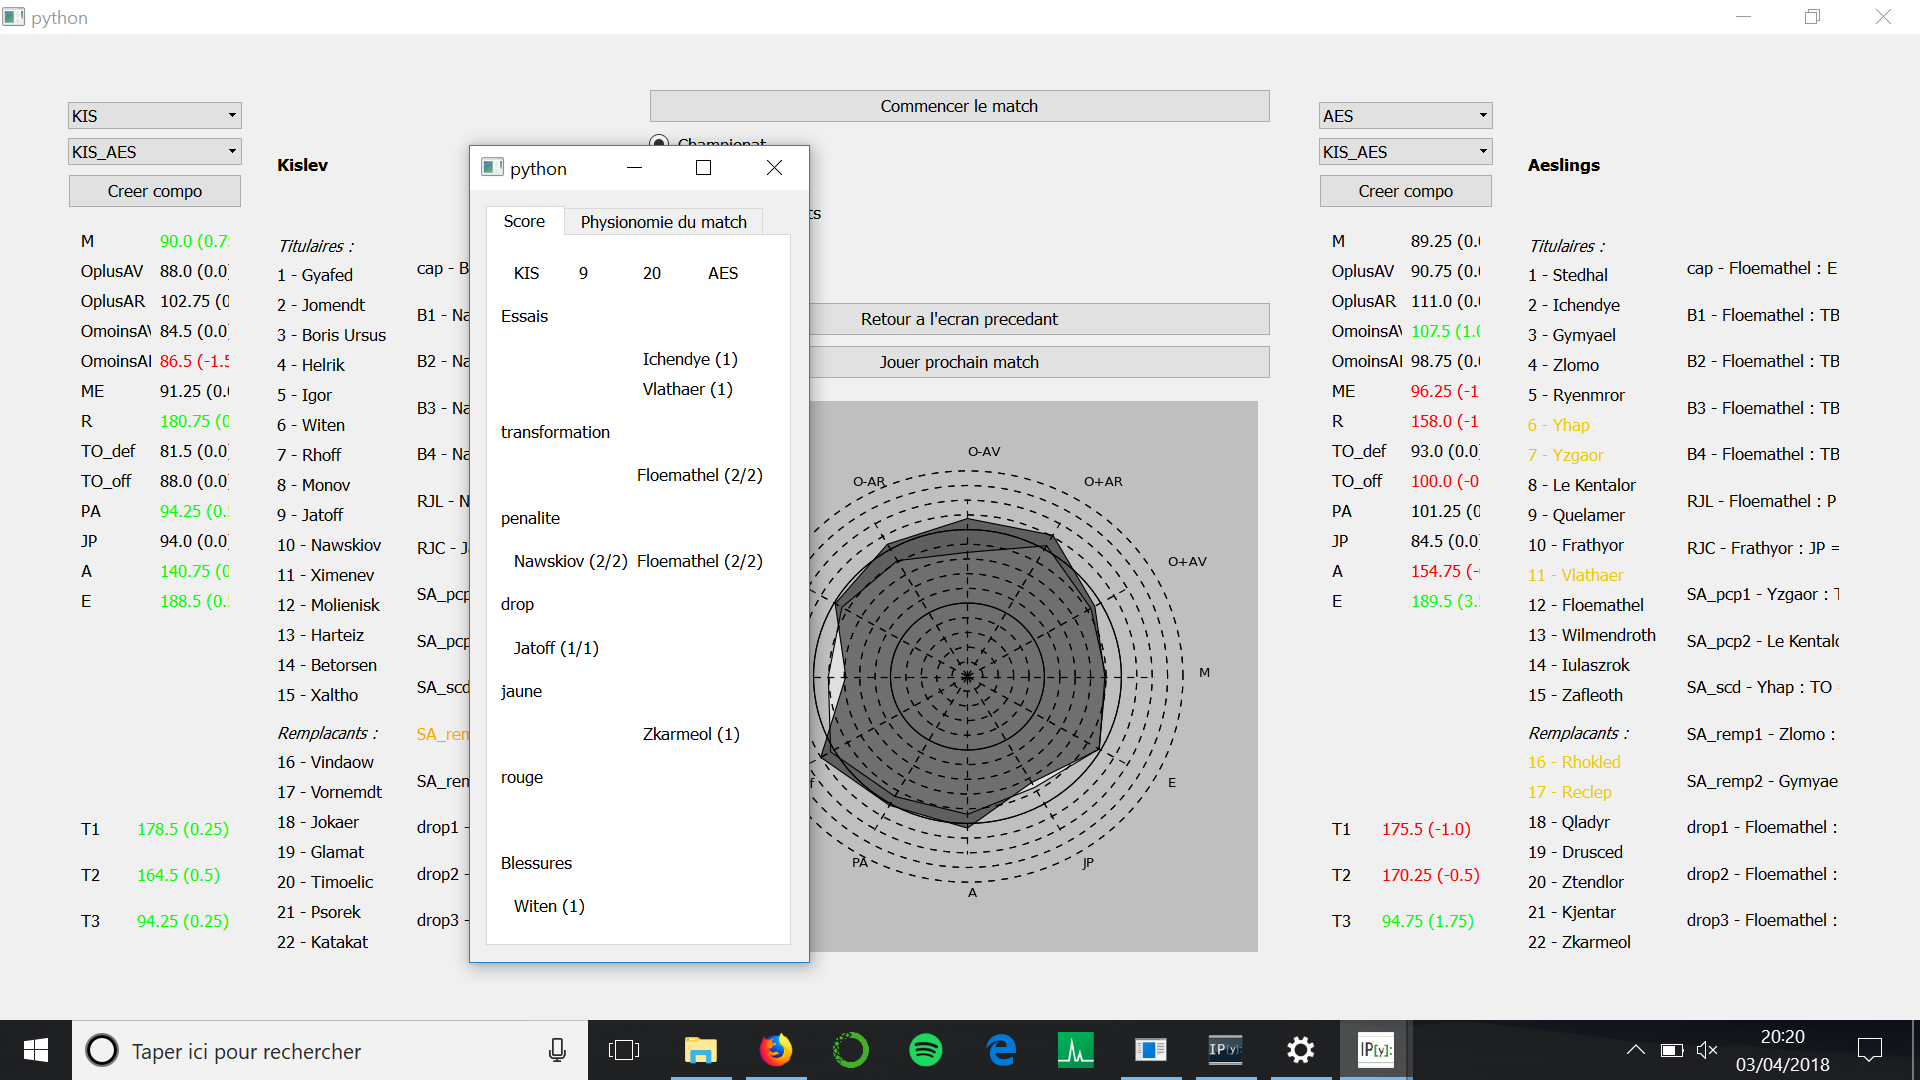 python
KIS
KIS_AES
Creer compo
M 90.0 (0.7
OplusAV 88.0 (0.0)
OplusAR 102.75 (0
OmoinsAV 84.5 (0.0)
OmoinsAI 86.5 (-1.5
ME 91.25 (0.0
R 180.75 (0
TO_def 81.5 (0.0)
TO_off 88.0 (0.0)
PA 94.25 (0.
JP 94.0 (0.0)
A 140.75 (0
E 188.5 (0.
T1 178.5 (0.25)
T2 164.5 (0.5)
T3 94.25 (0.25)
Kislev
Titulaires :
1 - Gyafed
2 - Jomendt
3 - Boris Ursus
4 - Helrik
5 - Igor
6 - Witen
7 - Rhoff
8 - Monov
9 - Jatoff
10 - Nawskiov
11 - Ximenev
12 - Molienisk
13 - Harteiz
14 - Betorsen
15 - Xaltho
Remplacants :
16 - Vindaow
17 - Vornemdt
18 - Jokaer
19 - Glamat
20 - Timoelic
21 - Psorek
22 - Katakat
cap - B
B1 - Na
B2 - Na
B3 - Na
B4 - Na
RJL - N
RJC - J
SA_pcp
SA_pcp
SA_scd
SA_ren
SA_ren
drop1 -
drop2 -
drop3 -
Commencer le match
Championat
ts
Retour a l'ecran precedant
Jouer prochain match
python
Score
Physionomie du match
KIS 9 20 AES
Essais
Ichendye (1)
Vlathaer (1)
transformation
Floemathel (2/2)
penalite
Nawskiov (2/2) Floemathel (2/2)
drop
Jatoff (1/1)
jaune
Zkarmeol (1)
rouge
Blessures
Witen (1)
O-AV
O-AR
O+AR
O+AV
M
E
JP
A
PA
f
AES
KIS_AES
Creer compo
M 89.25 (0.0
OplusAV 90.75 (0.0
OplusAR 111.0 (0.0
OmoinsAV 107.5 (1.0
OmoinsAI 98.75 (0.0
ME 96.25 (-1
R 158.0 (-1
TO_def 93.0 (0.0)
TO_off 100.0 (-0
PA 101.25 (0
JP 84.5 (0.0)
A 154.75 (-
E 189.5 (3.
T1 175.5 (-1.0)
T2 170.25 (-0.5)
T3 94.75 (1.75)
Aeslings
Titulaires :
1 - Stedhal
2 - Ichendye
3 - Gymyael
4 - Zlomo
5 - Ryenmror
6 - Yhap
7 - Yzgaor
8 - Le Kentalor
9 - Quelamer
10 - Frathyor
11 - Vlathaer
12 - Floemathel
13 - Wilmendroth
14 - Iulaszrok
15 - Zafleoth
Remplacants :
16 - Rhokled
17 - Reclep
18 - Qladyr
19 - Drusced
20 - Ztendlor
21 - Kjentar
22 - Zkarmeol
cap - Floemathel : E
B1 - Floemathel : TB
B2 - Floemathel : TB
B3 - Floemathel : TB
B4 - Floemathel : TB
RJL - Floemathel : P
RJC - Frathyor : JP =
SA_pcp1 - Yzgaor : T
SA_pcp2 - Le Kentalo
SA_scd - Yhap : TO =
SA_remp1 - Zlomo :
SA_remp2 - Gymyae
drop1 - Floemathel :
drop2 - Floemathel :
drop3 - Floemathel :
Taper ici pour rechercher
IP[y]:
IP[y]:
20:20
03/04/2018